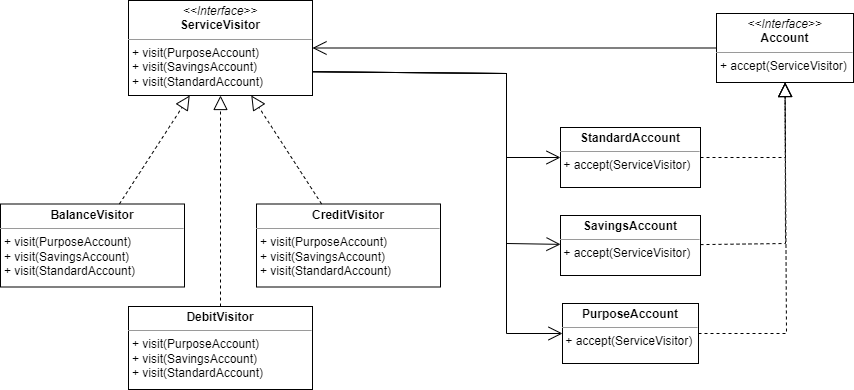 <<Interface>>
ServiceVisitor
+ visit(PurposeAccount)
+ visit(SavingsAccount)
+ visit(StandardAccount)
<<Interface>>
Account
+ accept(ServiceVisitor)
StandardAccount
+ accept(ServiceVisitor)
SavingsAccount
+ accept(ServiceVisitor)
PurposeAccount
+ accept(ServiceVisitor)
BalanceVisitor
+ visit(PurposeAccount)
+ visit(SavingsAccount)
+ visit(StandardAccount)
CreditVisitor
+ visit(PurposeAccount)
+ visit(SavingsAccount)
+ visit(StandardAccount)
DebitVisitor
+ visit(PurposeAccount)
+ visit(SavingsAccount)
+ visit(StandardAccount)